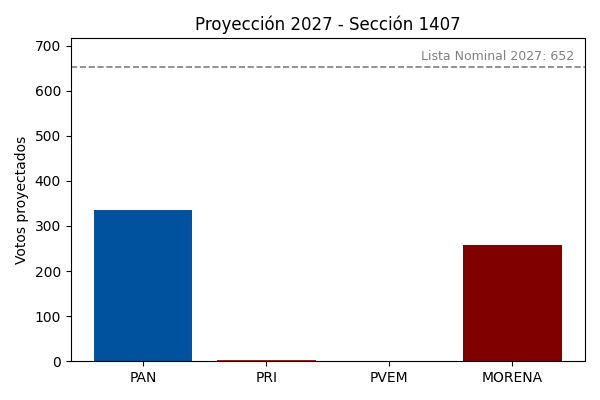 Proyección 2027 - Sección 1407
Lista Nominal 2027: 652
Votos proyectados
700
600
500
400
300
200
100
0
PAN
PRI
PVEM
MORENA